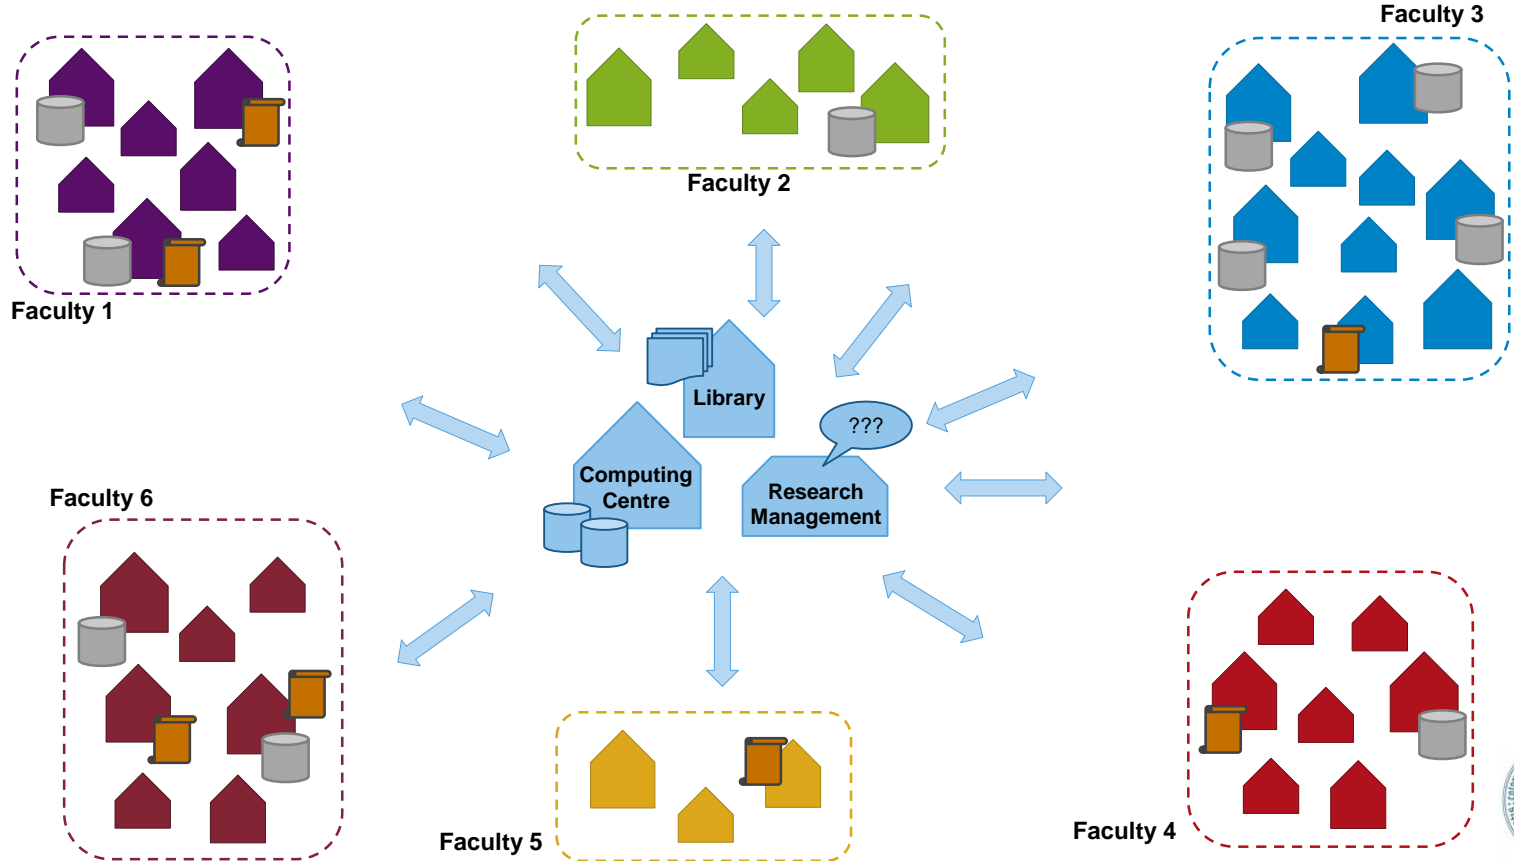 Faculty 3
Faculty 2
Faculty 1
Library
???
Computing
Centre
Research
Management
Faculty 6
Faculty 5
Faculty 4